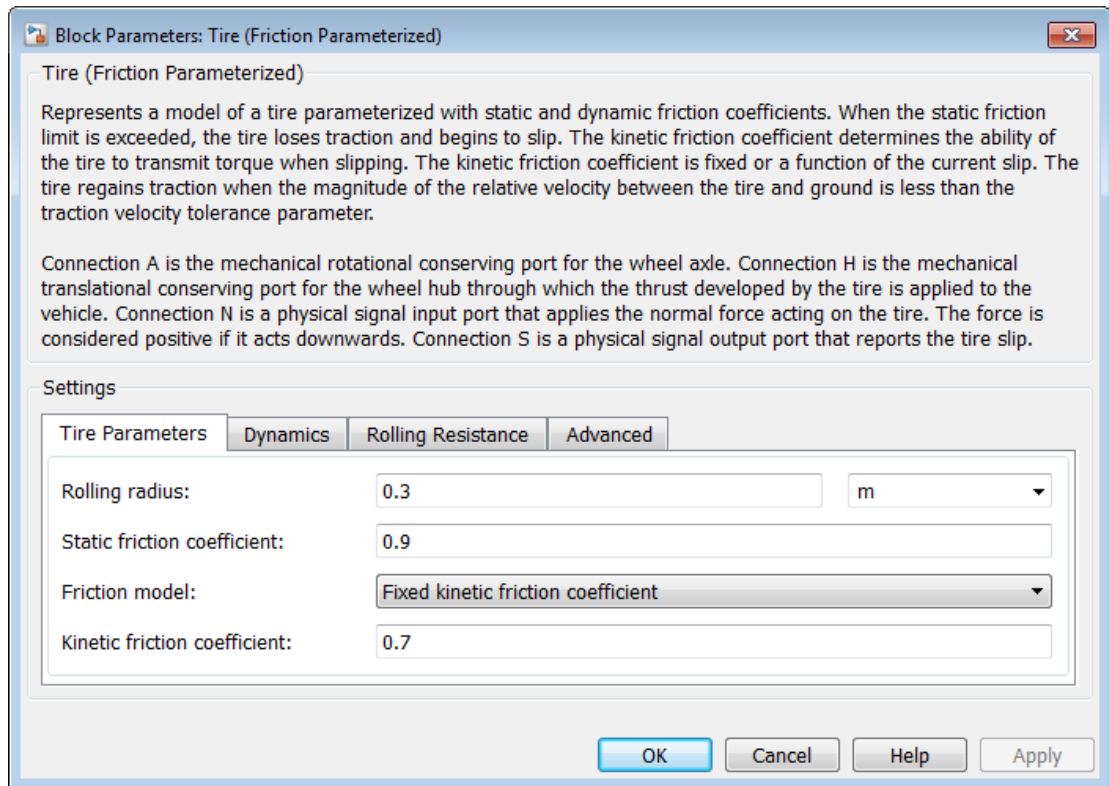 Block Parameters: Tire (Friction Parameterized)
Tire (Friction Parameterized)
Represents a model of a tire parameterized with static and dynamic friction coefficients. When the static friction
limit is exceeded, the tire loses traction and begins to slip. The kinetic friction coefficient determines the ability of
the tire to transmit torque when slipping. The kinetic friction coefficient is fixed or a function of the current slip. The
tire regains traction when the magnitude of the relative velocity between the tire and ground is less than the
traction velocity tolerance parameter.
Connection A is the mechanical rotational conserving port for the wheel axle. Connection H is the mechanical
translational conserving port for the wheel hub through which the thrust developed by the tire is applied to the
vehicle. Connection N is a physical signal input port that applies the normal force acting on the tire. The force is
considered positive if it acts downwards. Connection S is a physical signal output port that reports the tire slip.
Settings
Tire Parameters Dynamics Rolling Resistance Advanced
Rolling radius: 0.3 m
Static friction coefficient: 0.9
Friction model: Fixed kinetic friction coefficient
Kinetic friction coefficient: 0.7
OK Cancel Help Apply